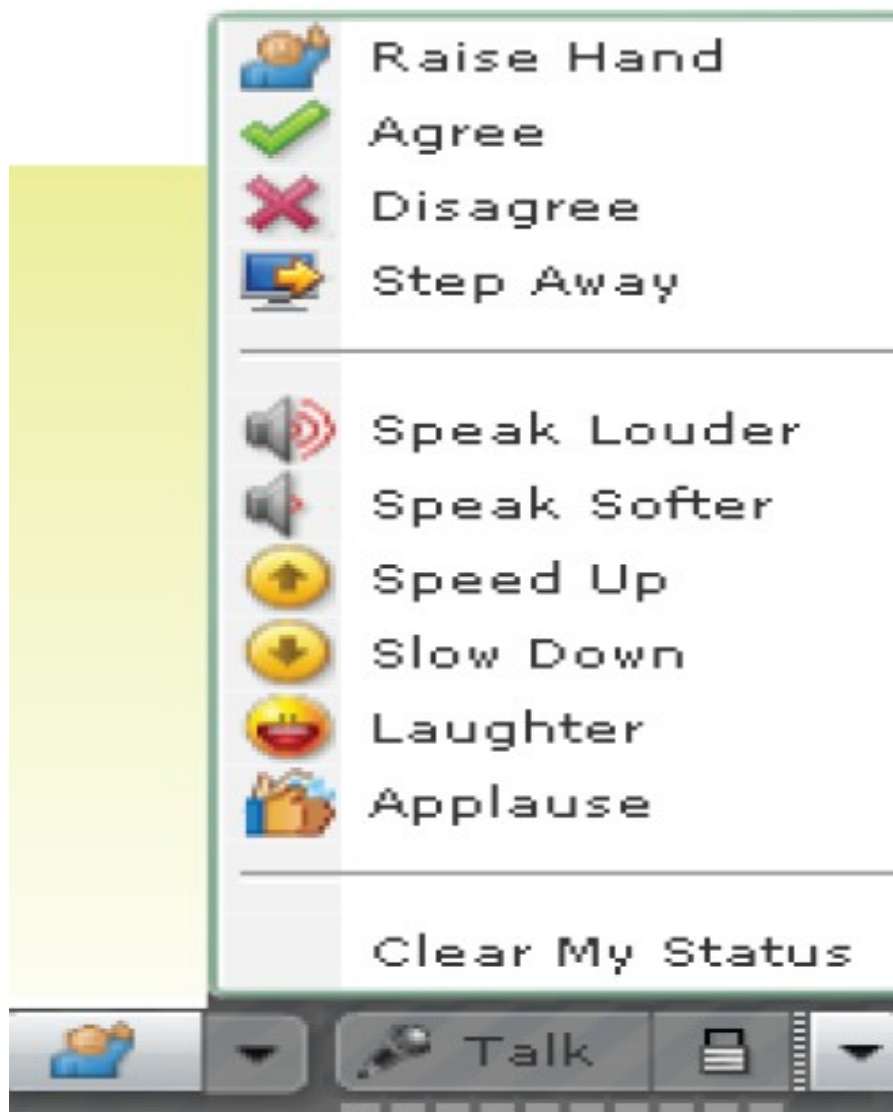 Raise Hand
Agree
Disagree
Step Away
Speak Louder
Speak Softer
Speed Up
Slow Down
Laughter
Applause
Clear My Status
Talk